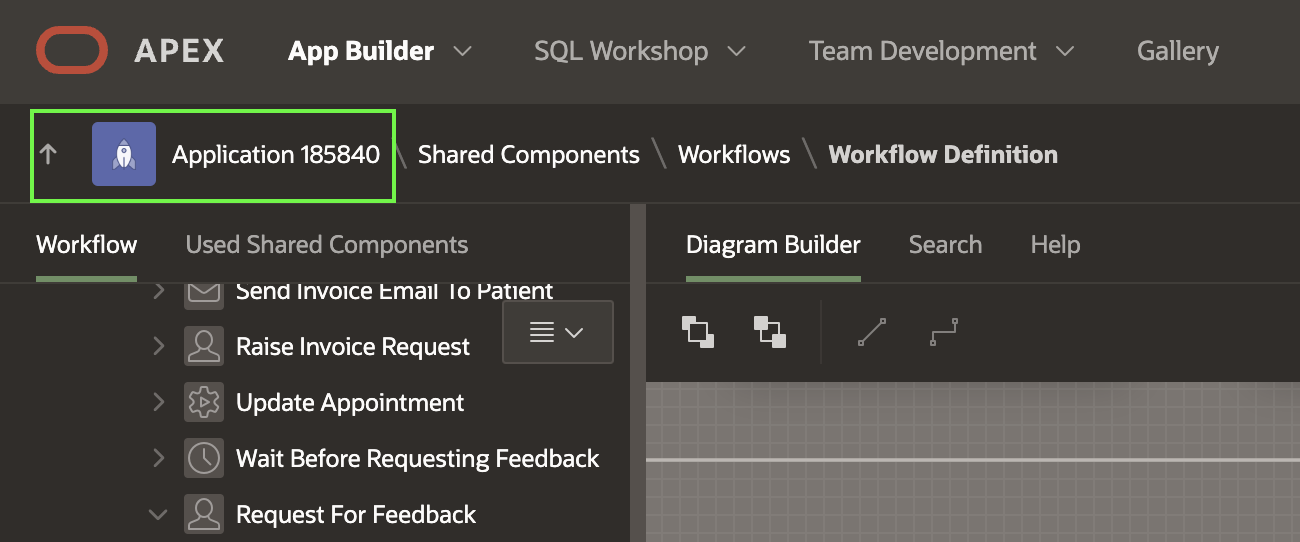 APEX App Builder SQL Workshop Team Development Gallery
Application 185840 \ Shared Components \ Workflows \ Workflow Definition
Workflow Used Shared Components
Diagram Builder Search Help
Send Invoice Email To Patient
Raise Invoice Request
Update Appointment
Wait Before Requesting Feedback
Request For Feedback